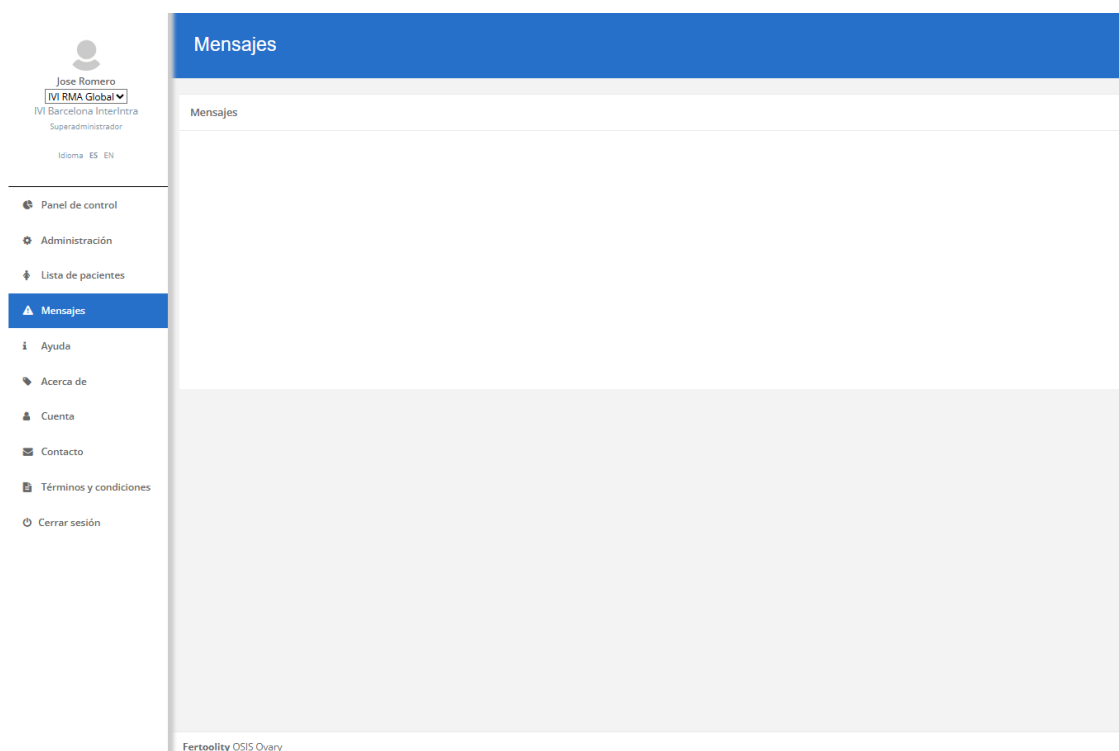 Jose Romero
IVI RMA Global
IVI Barcelona InterIntra
Superadministrador
Idioma ES EN
Panel de control
Administración
Lista de pacientes
Mensajes
Ayuda
Acerca de
Cuenta
Contacto
Términos y condiciones
Cerrar sesión
Mensajes
Mensajes
Fertoolity OSIS Ovary